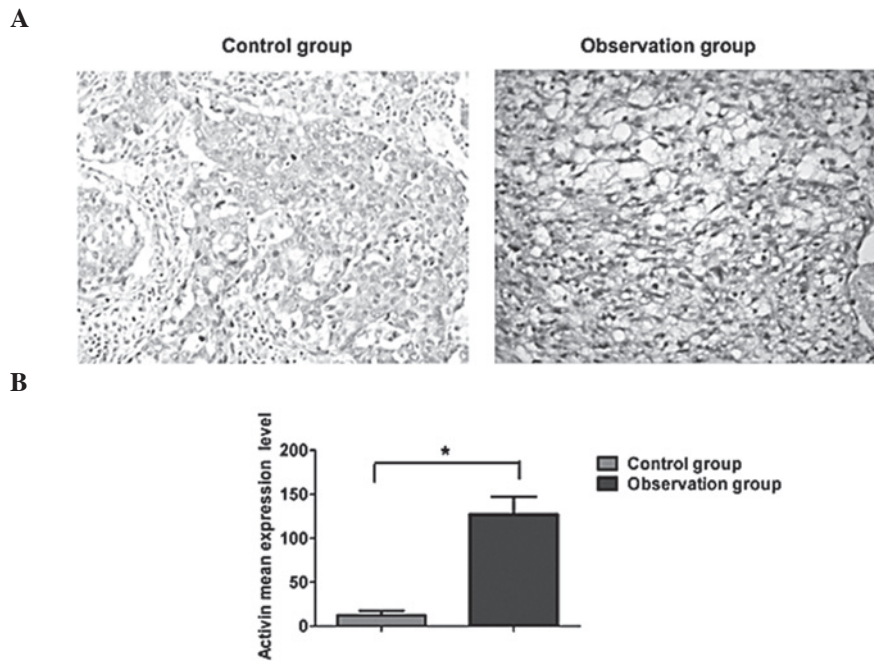 A
Control group
Observation group
B
Activin mean expression level
200
150
100
50
0
*
Control group
Observation group